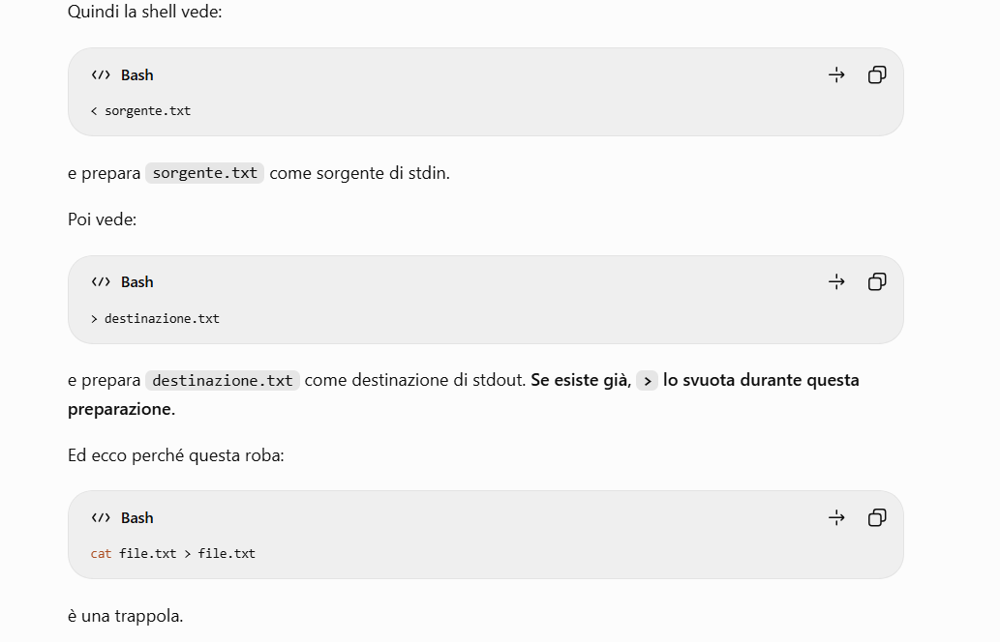 Quindi la shell vede:
Bash
< sorgente.txt
e prepara sorgente.txt come sorgente di stdin.
Poi vede:
Bash
> destinazione.txt
e prepara destinazione.txt come destinazione di stdout. Se esiste già, > lo svuota durante questa
preparazione.
Ed ecco perché questa roba:
Bash
cat file.txt > file.txt
è una trappola.